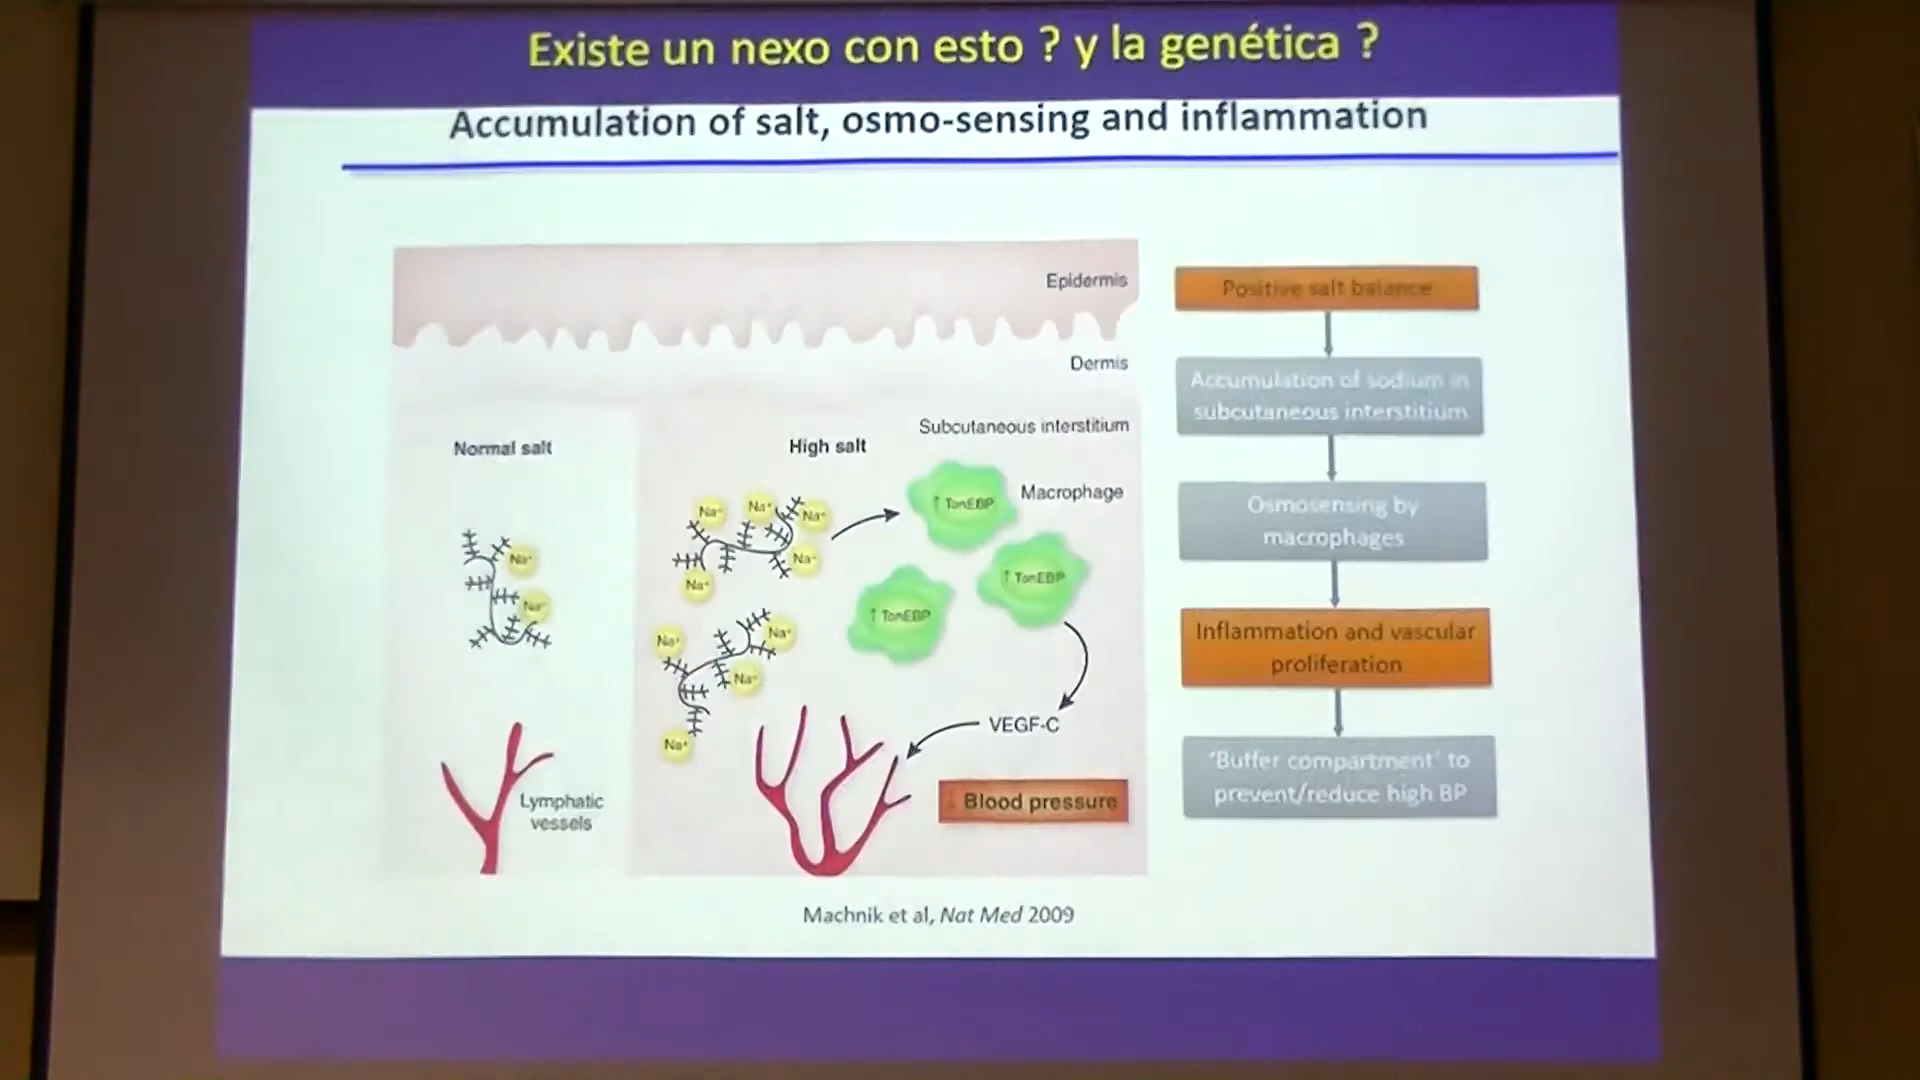 Existe un nexo con esto ? y la genética ?
Accumulation of salt, osmo-sensing and inflammation
Epidermis
Dermis
Subcutaneous interstitium
Normal salt
High salt
Macrophage
Na⁺
Na⁺
Na⁺
Na⁺
Na⁺
Na⁺
Na⁺
Na⁺
Na⁺
Na⁺
Na⁺
↑ TonEBP
↑ TonEBP
↑ TonEBP
VEGF-C
Lymphatic
vessels
Blood pressure
Positive salt balance
Accumulation of sodium in
subcutaneous interstitium
Osmosensing by
macrophages
Inflammation and vascular
proliferation
'Buffer compartment' to
prevent/reduce high BP
Machnik et al, Nat Med 2009